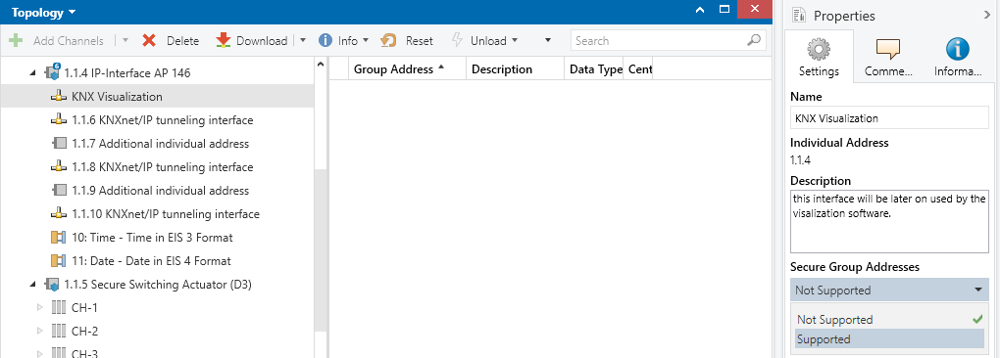 Topology
Add Channels
Delete
Download
Info
Reset
Unload
Search
1.1.4 IP-Interface AP 146
KNX Visualization
1.1.6 KNXnet/IP tunneling interface
1.1.7 Additional individual address
1.1.8 KNXnet/IP tunneling interface
1.1.9 Additional individual address
1.1.10 KNXnet/IP tunneling interface
10: Time - Time in EIS 3 Format
11: Date - Date in EIS 4 Format
1.1.5 Secure Switching Actuator (D3)
CH-1
CH-2
CH-3
Group Address
Description
Data Type
Cent
Properties
Settings
Comme...
Informa...
Name
KNX Visualization
Individual Address
1.1.4
Description
this interface will be later on used by the
visalization software.
Secure Group Addresses
Not Supported
Not Supported
Supported